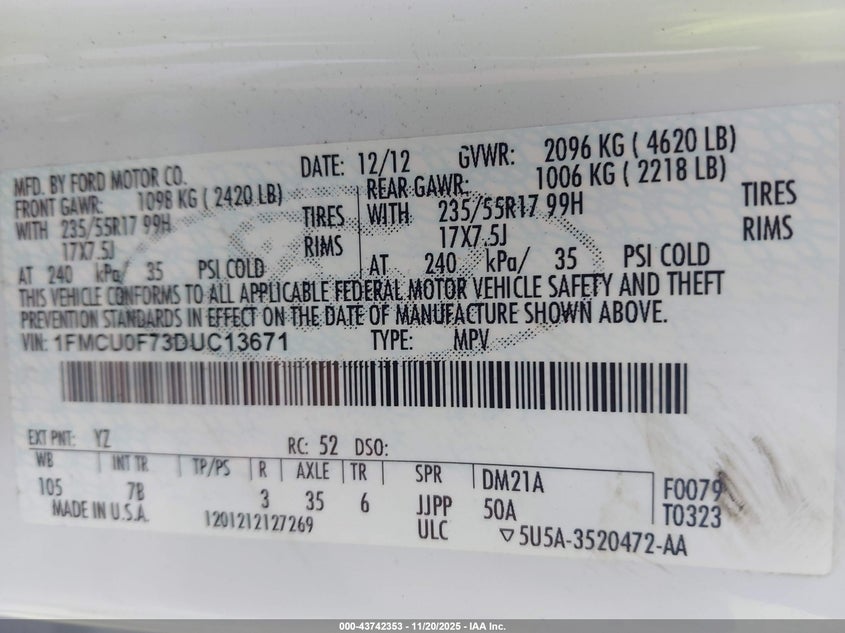 MFD. BY FORD MOTOR CO. DATE: 12/12 GVWR: 2096 KG ( 4620 LB)
FRONT GAWR: 1098 KG ( 2420 LB) REAR GAWR: 1006 KG ( 2218 LB)
WITH 235/55R17 99H TIRES WITH 235/55R17 99H TIRES
17X7.5J RIMS 17X7.5J RIMS
AT 240 kPa/ 35 PSI COLD AT 240 kPa/ 35 PSI COLD
THIS VEHICLE CONFORMS TO ALL APPLICABLE FEDERAL MOTOR VEHICLE SAFETY AND THEFT
PREVENTION STANDARDS IN EFFECT ON THE DATE OF MANUFACTURE SHOWN ABOVE.
VIN: 1FMCU0F73DUC13671 TYPE: MPV
EXT PNT: YZ RC: 52 DSO:
WB INT TR TP/PS R AXLE TR SPR DM21A F0079
105 7B 3 35 6 JJPP 50A T0323
MADE IN U.S.A. 1201212127269 ULC ▽5U5A-3520472-AA
000-43742353 - 11/20/2025 - IAA Inc.